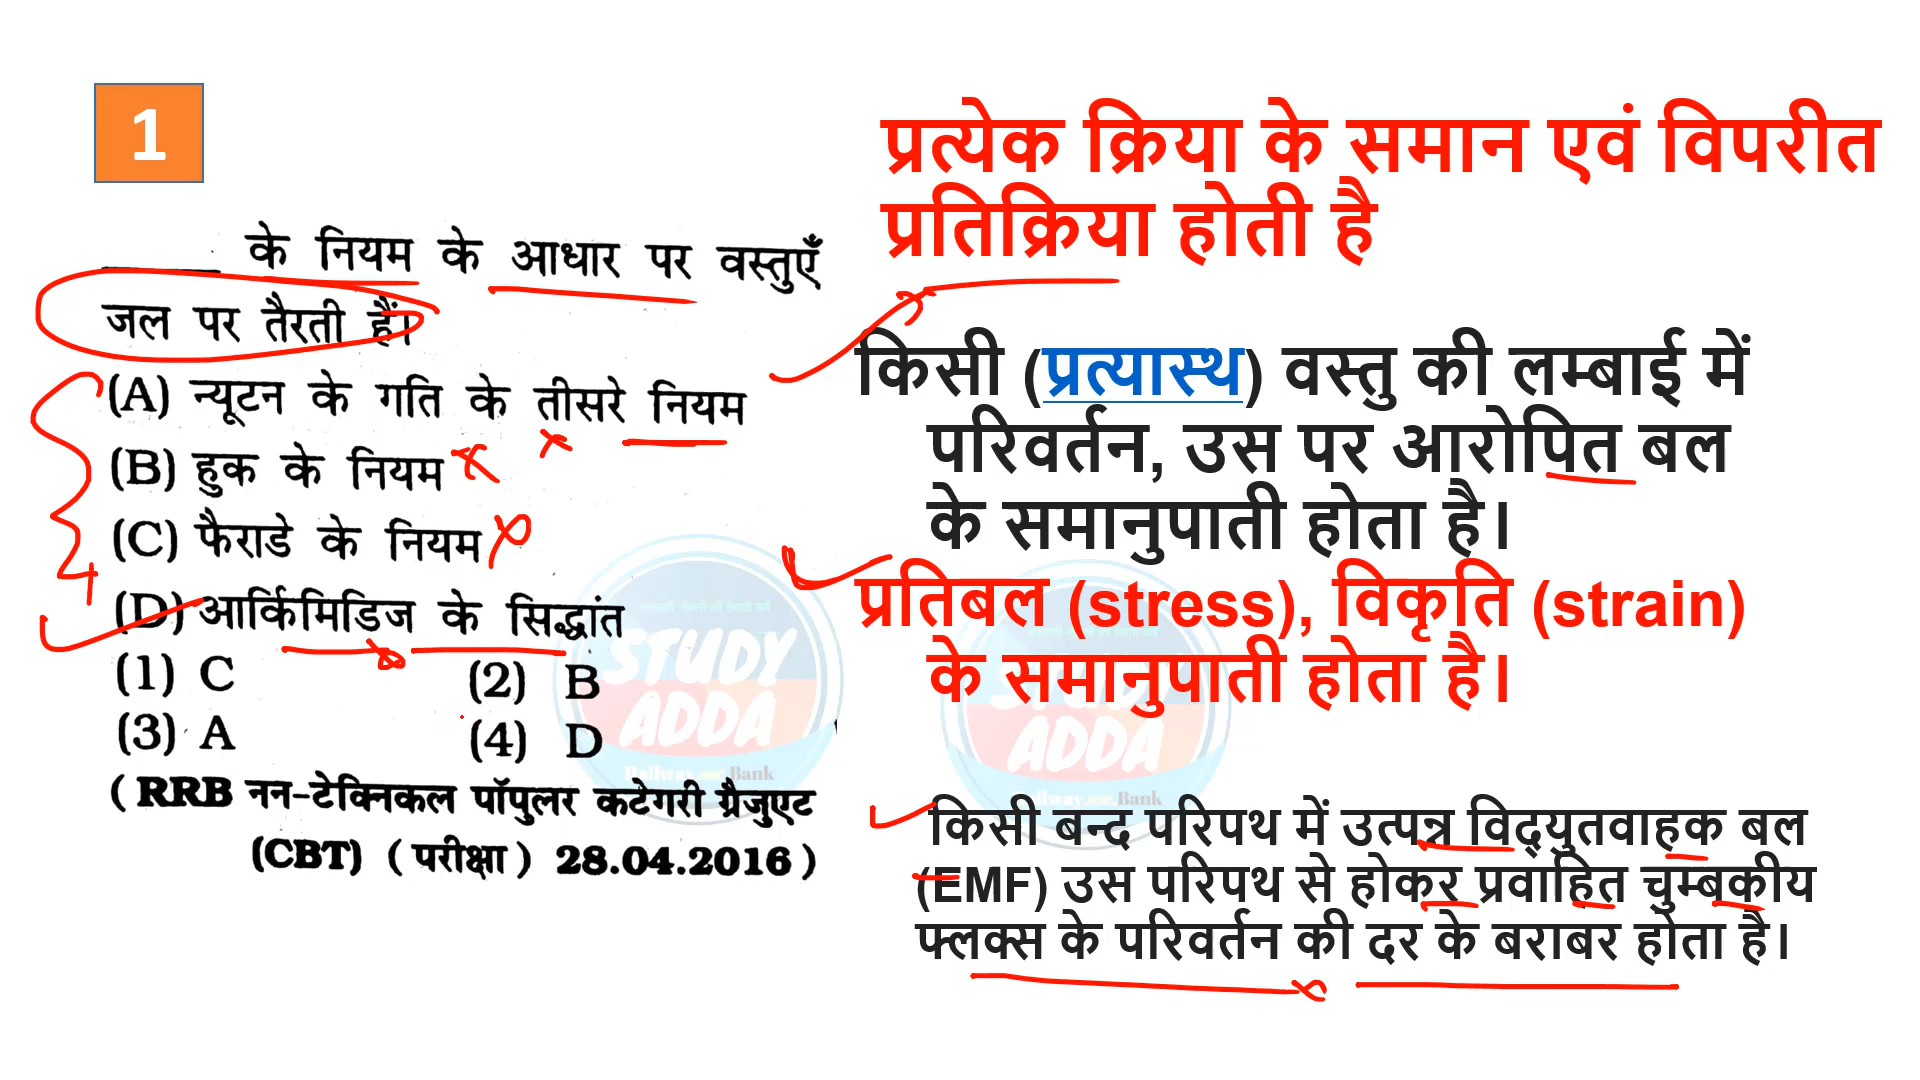 1
______ के नियम के आधार पर वस्तुएँ
जल पर तैरती हैं।
(A) न्यूटन के गति के तीसरे नियम
(B) हुक के नियम
(C) फैराडे के नियम
(D) आर्किमिडिज के सिद्धांत
(1) C (2) B
(3) A (4) D
( RRB नन-टेक्निकल पॉपुलर कटेगरी ग्रैजुएट
(CBT) ( परीक्षा ) 28.04.2016 )
प्रत्येक क्रिया के समान एवं विपरीत
प्रतिक्रिया होती है
किसी (प्रत्यास्थ) वस्तु की लम्बाई में
परिवर्तन, उस पर आरोपित बल
के समानुपाती होता है।
प्रतिबल (stress), विकृति (strain)
के समानुपाती होता है।
किसी बन्द परिपथ में उत्पन्न विद्युतवाहक बल
(EMF) उस परिपथ से होकर प्रवाहित चुम्बकीय
फ्लक्स के परिवर्तन की दर के बराबर होता है।
STUDY
ADDA
Bank
STUDY
ADDA
Bank